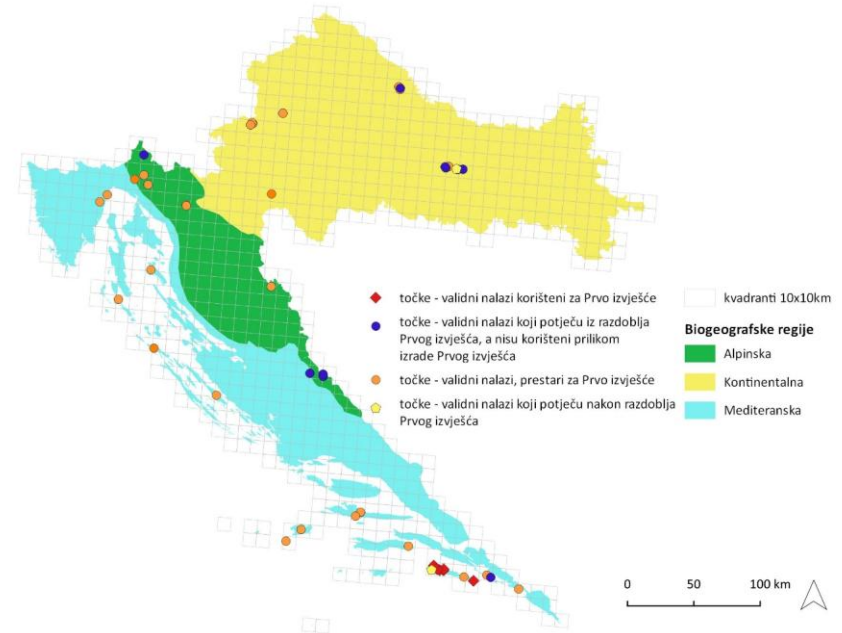 točke - validni nalazi korišteni za Prvo izvješće
točke - validni nalazi koji potječu iz razdoblja
Prvog izvješća, a nisu korišteni prilikom
izrade Prvog izvješća
točke - validni nalazi, prestari za Prvo izvješće
točke - validni nalazi koji potječu nakon razdoblja
Prvog izvješća
kvadranti 10x10km
Biogeografske regije
Alpinska
Kontinentalna
Mediteranska
0 50 100 km